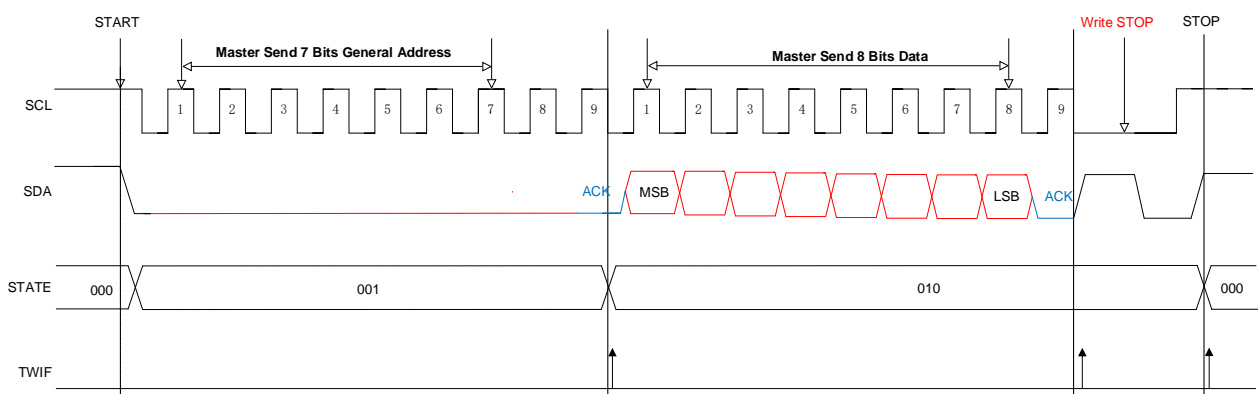 START
Write STOP
STOP
Master Send 7 Bits General Address
Master Send 8 Bits Data
SCL
1 2 3 4 5 6 7 8 9 1 2 3 4 5 6 7 8 9
SDA
ACK MSB LSB ACK
STATE
000 001 010 000
TWIF